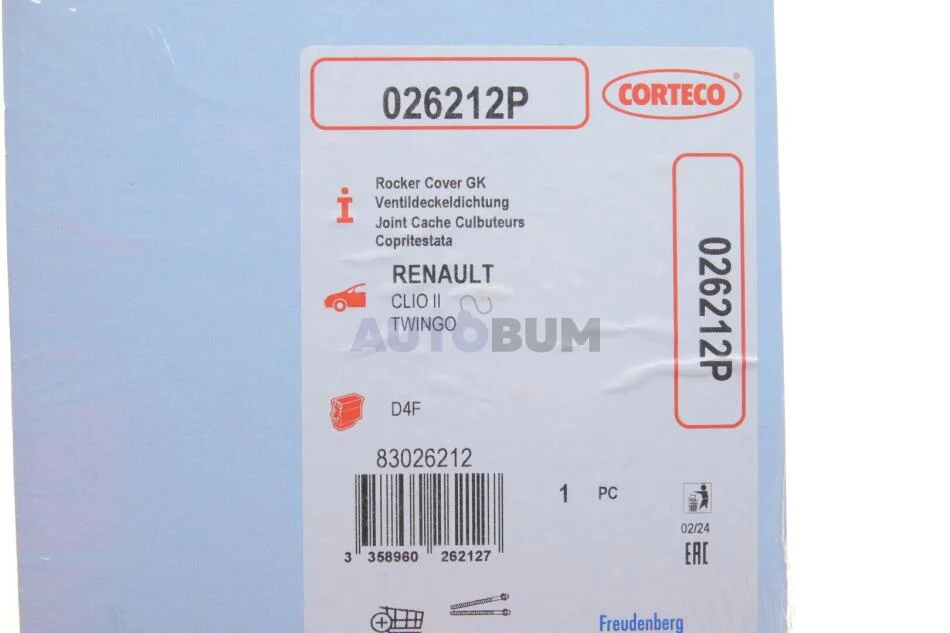 026212P
CORTECO®
Rocker Cover GK
Ventildeckeldichtung
Joint Cache Culbuteurs
Copritestata
RENAULT
CLIO II
TWINGO
AUTOBUM
026212P
D4F
83026212
1 PC
3 358960 262127
02/24
EAC
Freudenberg